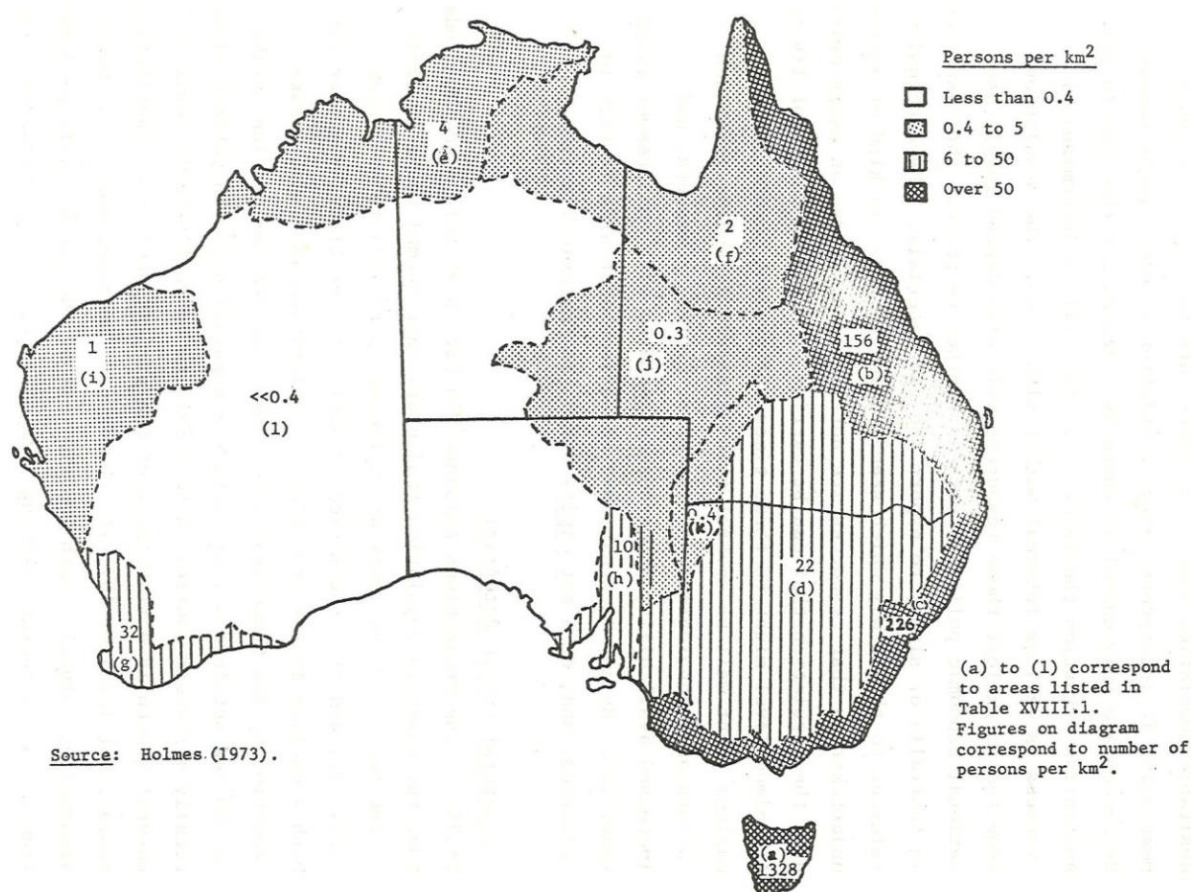 Persons per km²
Less than 0.4
0.4 to 5
6 to 50
Over 50
4
(e)
2
(f)
0.3
(j)
156
(b)
1
(i)
<<0.4
(l)
0.4
(k)
10
(h)
22
(d)
226
32
(g)
(a) to (l) correspond
to areas listed in
Table XVIII.1.
Figures on diagram
correspond to number of
persons per km².
Source: Holmes (1973).
(a)
1328